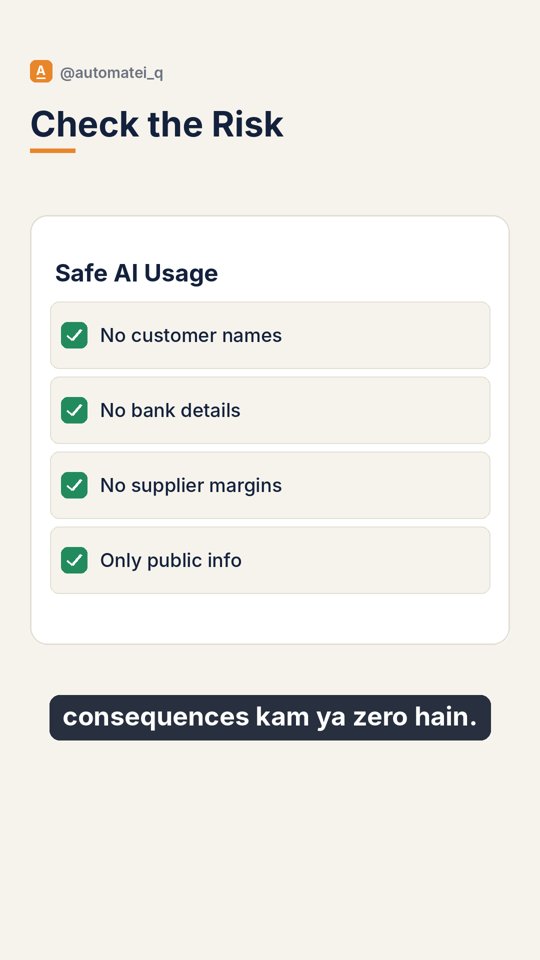 A
@automatei_q
Check the Risk
Safe AI Usage
No customer names
No bank details
No supplier margins
Only public info
consequences kam ya zero hain.